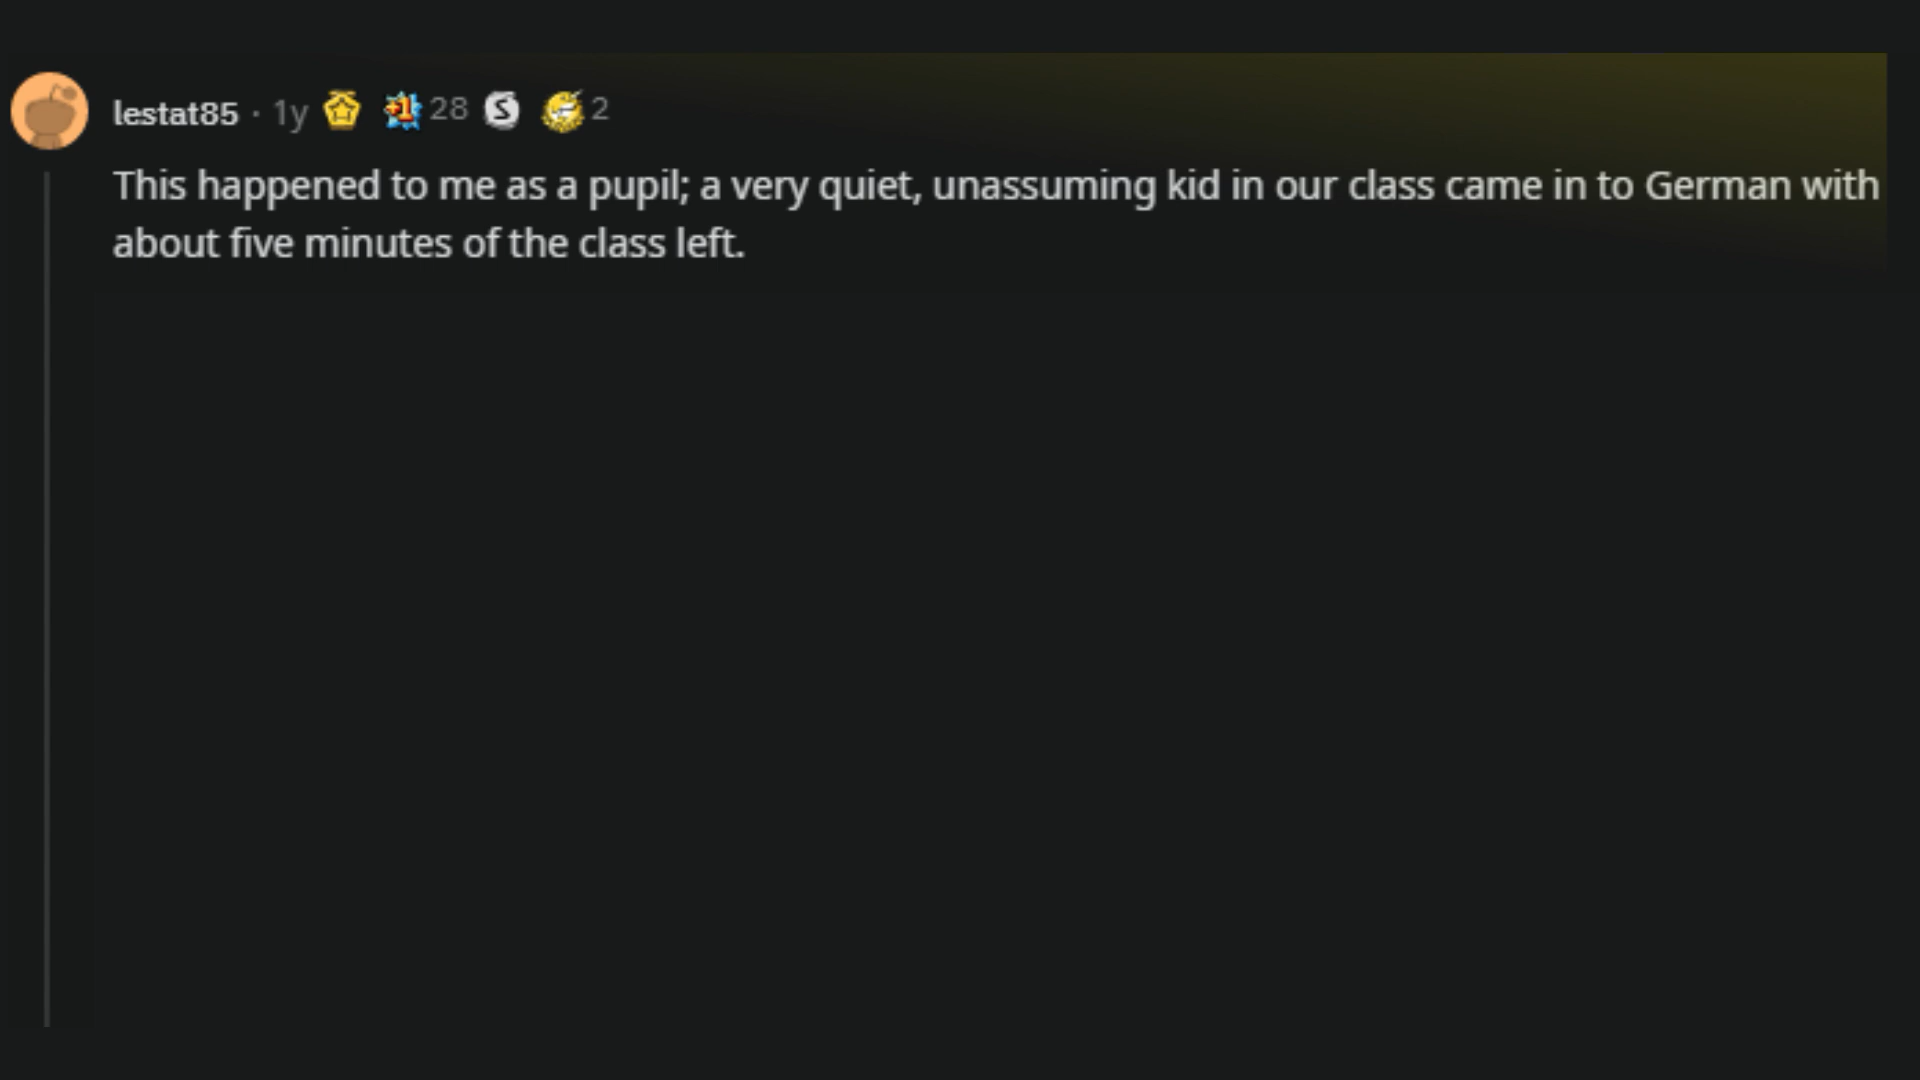 lestat85 · 1y 28 2
This happened to me as a pupil; a very quiet, unassuming kid in our class came in to German with
about five minutes of the class left.